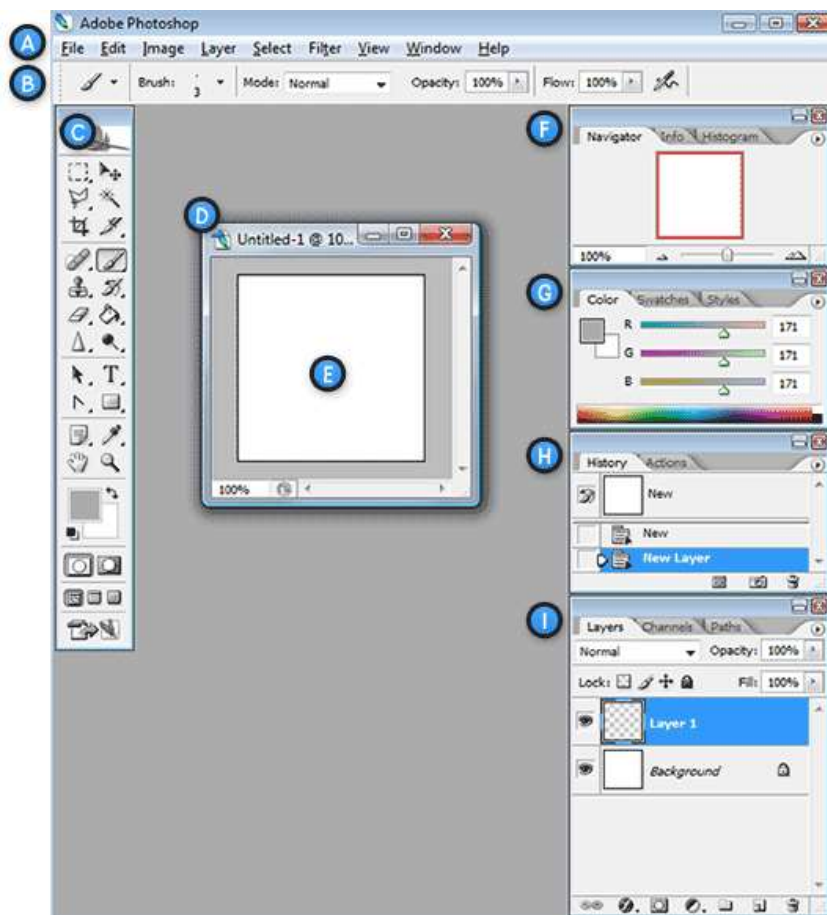 Adobe Photoshop
A
File Edit Image Layer Select Filter View Window Help
B
Brush: 3 Mode: Normal Opacity: 100% Flow: 100%
C
D
Untitled-1 @ 10...
E
100%
F
Navigator Info Histogram
100%
G
Color Swatches Styles
R 171
G 171
B 171
H
History Actions
New
New
New Layer
I
Layers Channels Paths
Normal Opacity: 100%
Lock: Fill: 100%
Layer 1
Background